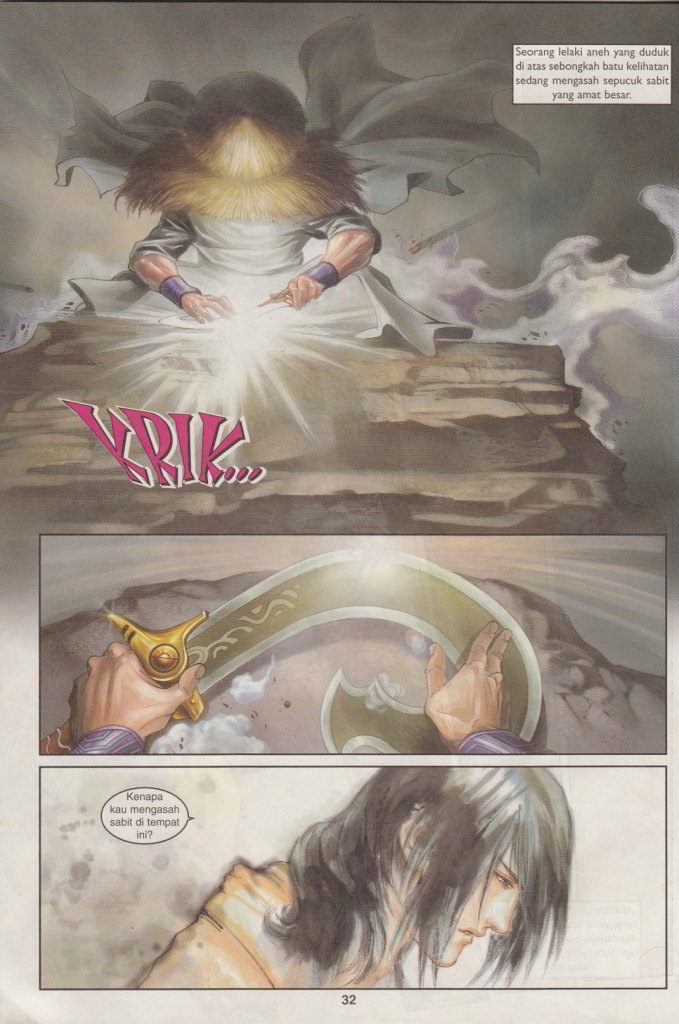 Seorang lelaki aneh yang duduk
di atas sebongkah batu kelihatan
sedang mengasah sepucuk sabit
yang amat besar.
KRIK...
Kenapa
kau mengasah
sabit di tempat
ini?
32